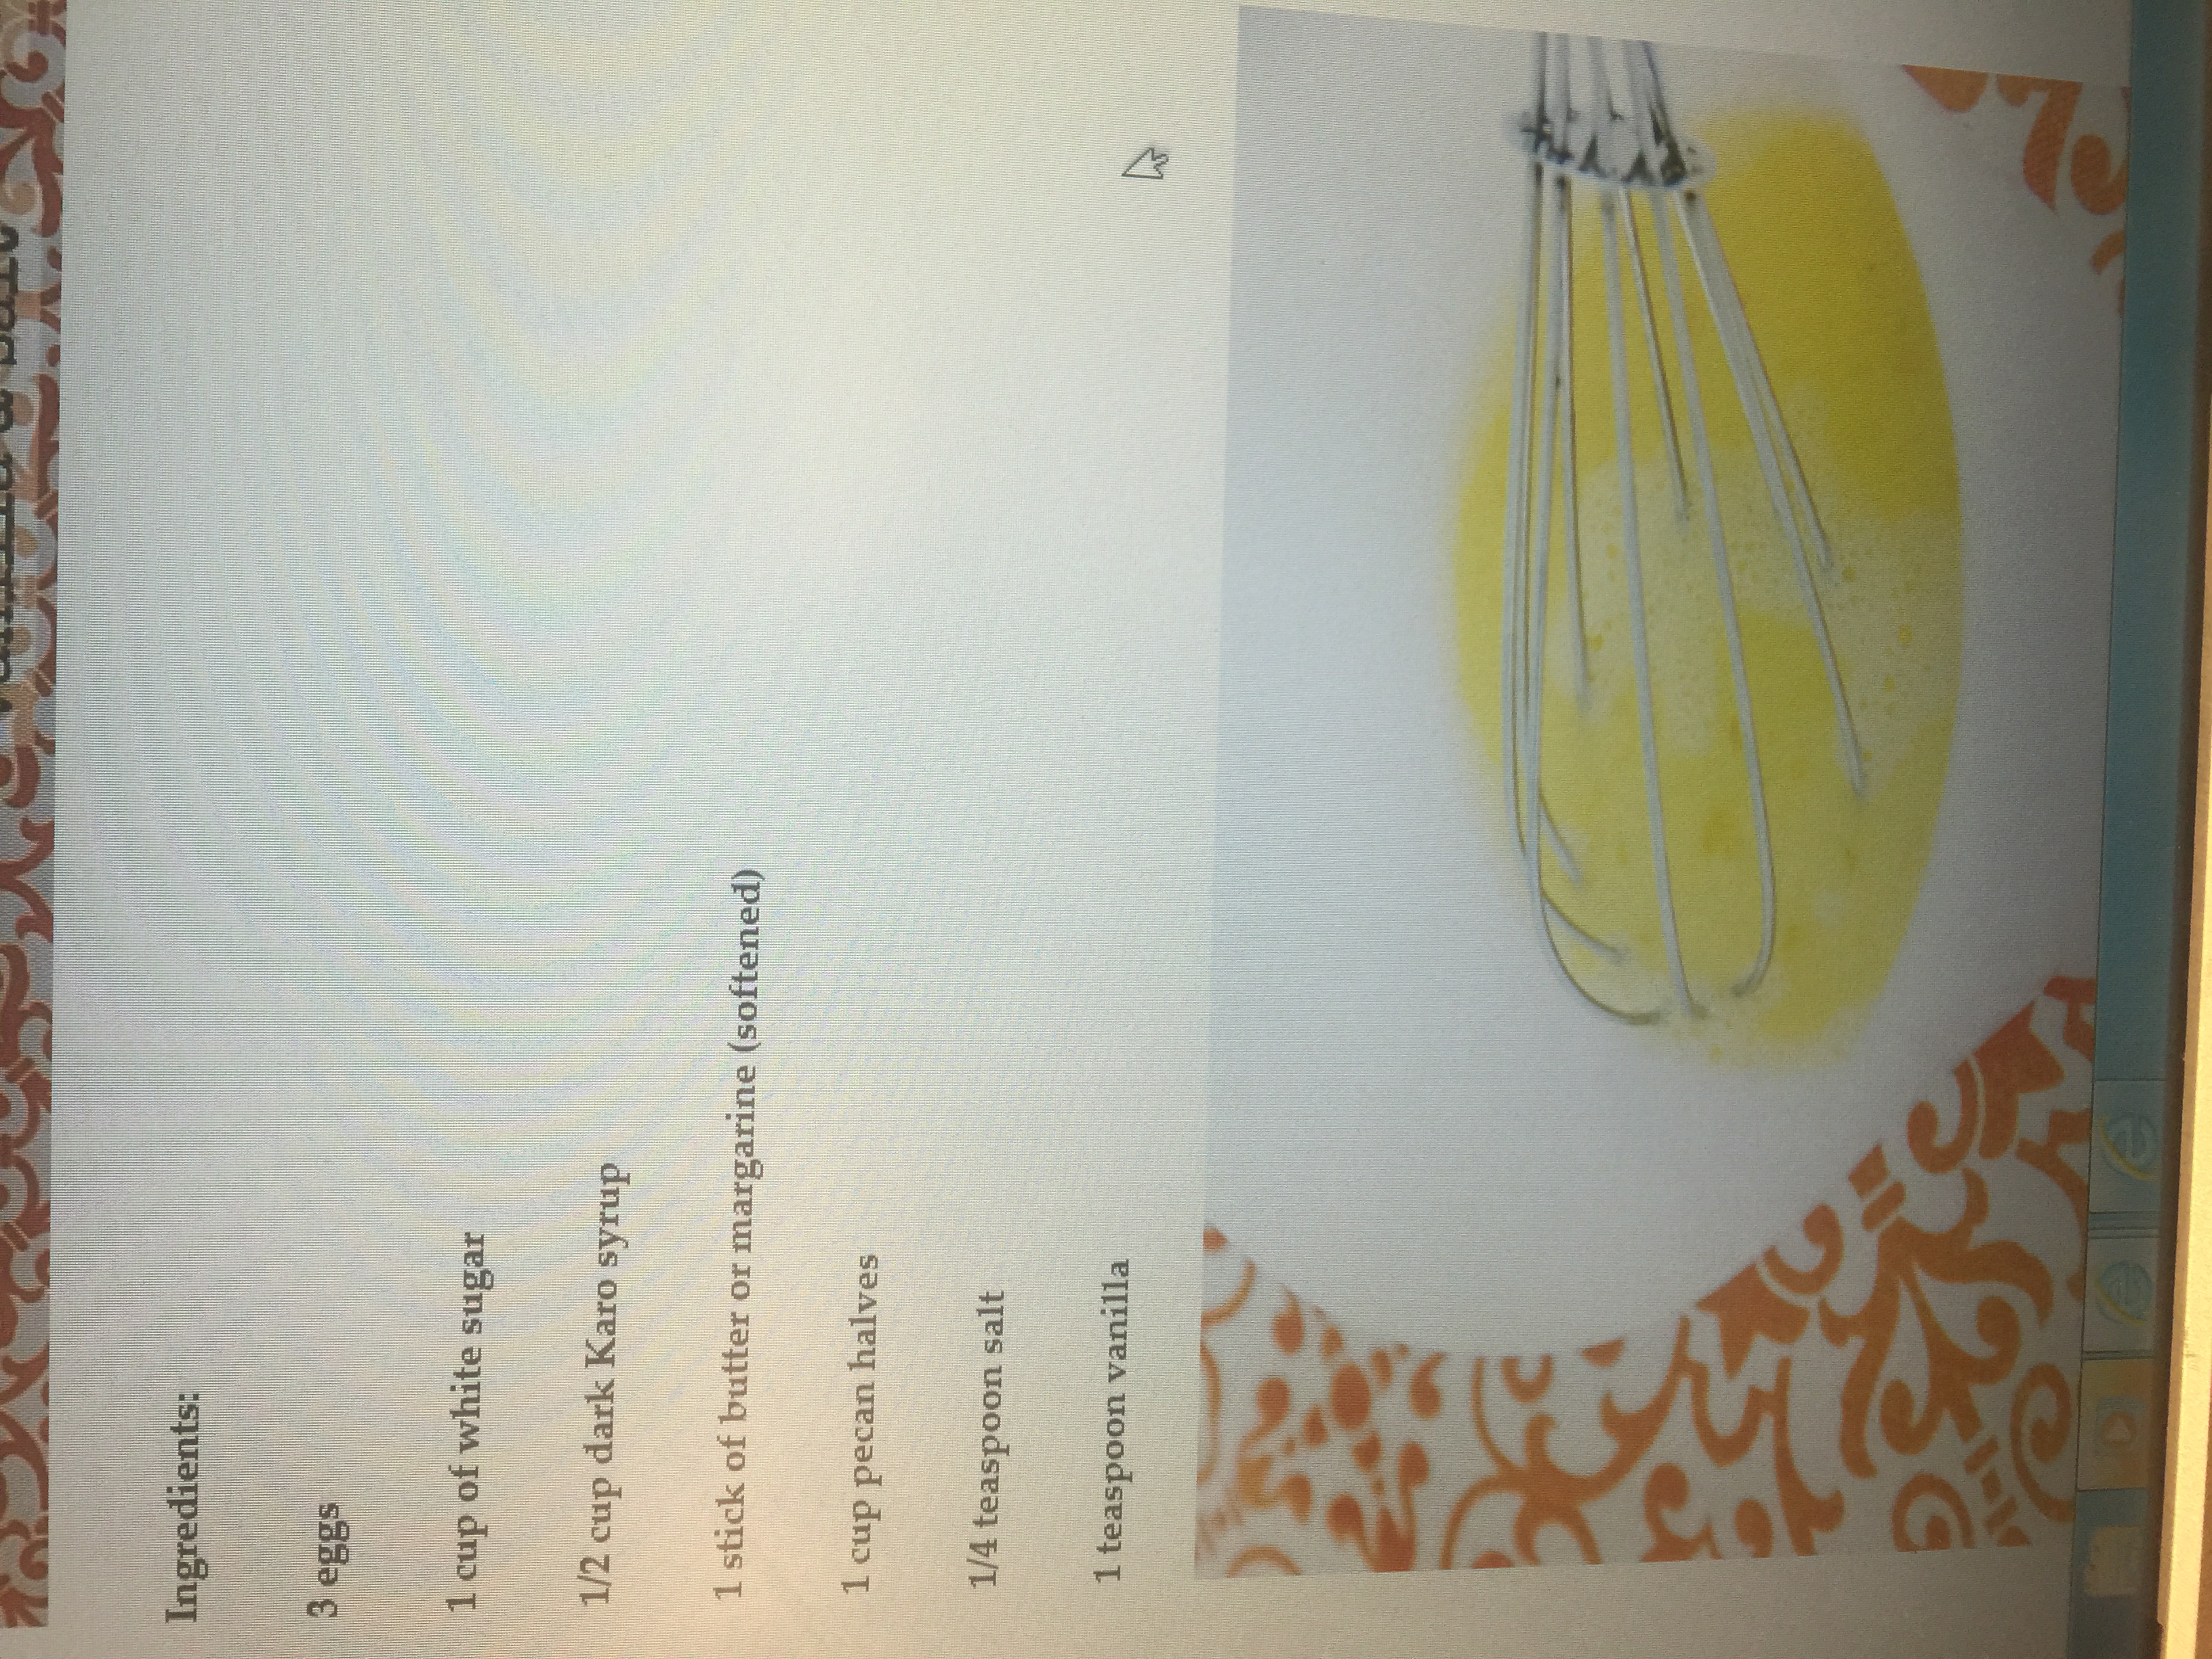 Ingredients:
3 eggs
1 cup of white sugar
1/2 cup dark Karo syrup
1 stick of butter or margarine (softened)
1 cup pecan halves
1/4 teaspoon salt
1 teaspoon vanilla